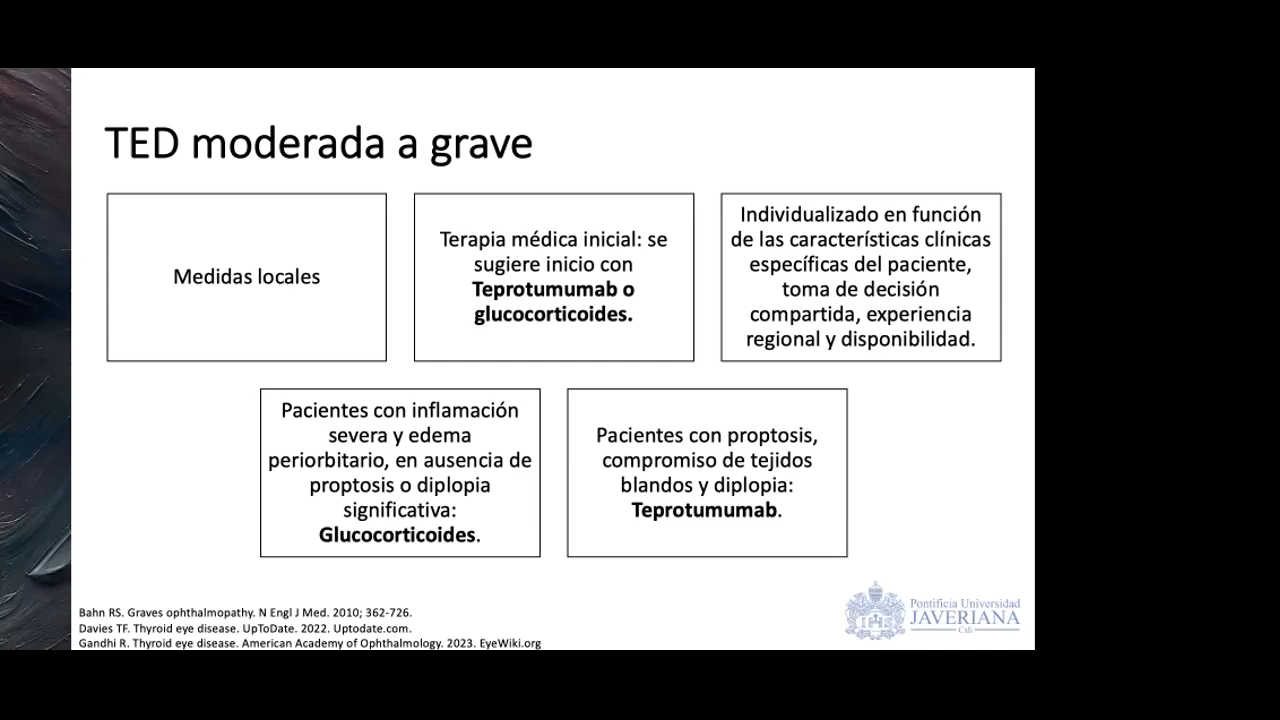 TED moderada a grave
Medidas locales
Terapia médica inicial: se
sugiere inicio con
Teprotumumab o
glucocorticoides.
Individualizado en función
de las características clínicas
específicas del paciente,
toma de decisión
compartida, experiencia
regional y disponibilidad.
Pacientes con inflamación
severa y edema
periorbitario, en ausencia de
proptosis o diplopia
significativa:
Glucocorticoides.
Pacientes con proptosis,
compromiso de tejidos
blandos y diplopia:
Teprotumumab.
Bahn RS. Graves ophthalmopathy. N Engl J Med. 2010; 362-726.
Davies TF. Thyroid eye disease. UpToDate. 2022. Uptodate.com.
Gandhi R. Thyroid eye disease. American Academy of Ophthalmology. 2023. EyeWiki.org
Pontificia Universidad
JAVERIANA
Cali